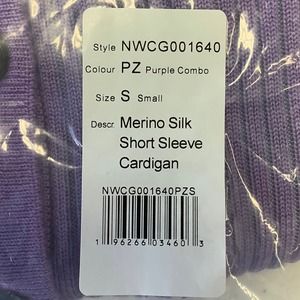 Style NWCG001640
Colour PZ Purple Combo
Size S Small
Descr. Merino Silk
Short Sleeve
Cardigan
NWCG001640PZS
1 96266 03460 3